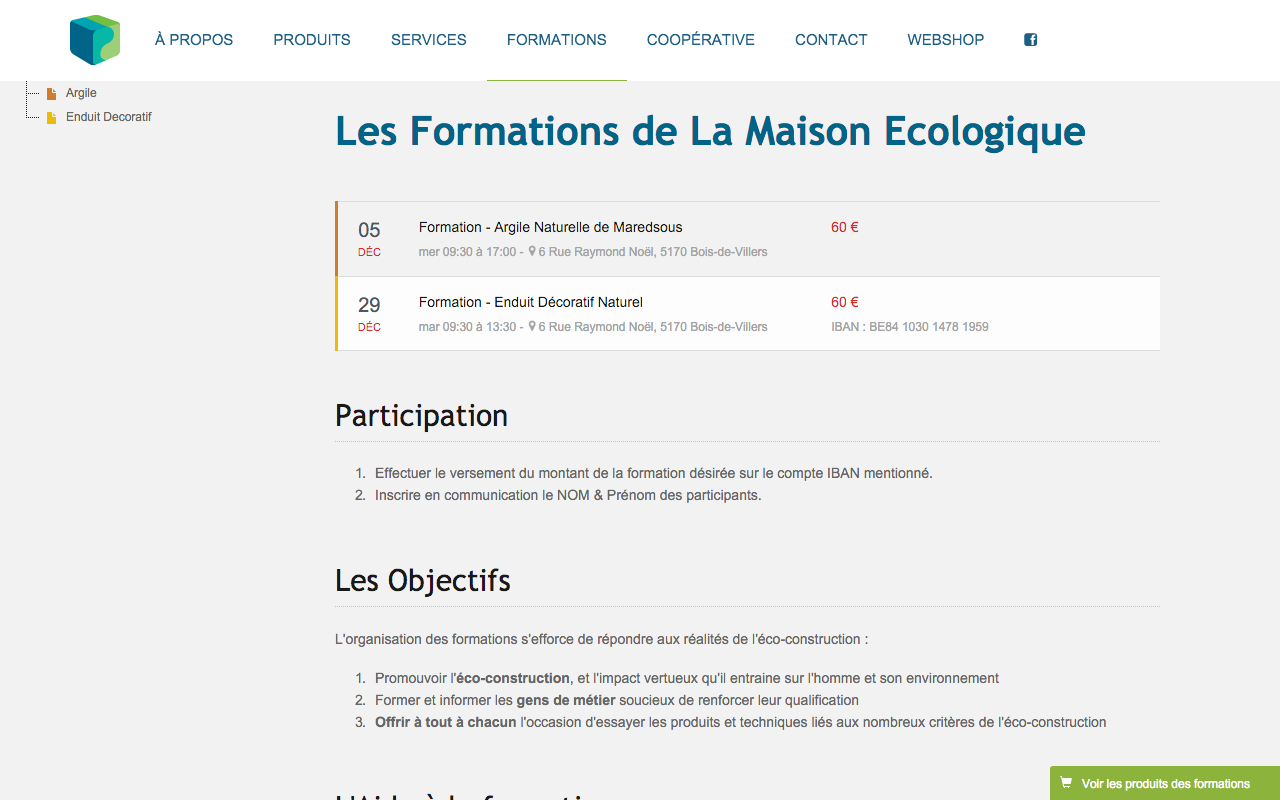 À PROPOS PRODUITS SERVICES FORMATIONS COOPÉRATIVE CONTACT WEBSHOP
Argile
Enduit Decoratif
Les Formations de La Maison Ecologique
05
DÉC
Formation - Argile Naturelle de Maredsous
60 €
mer 09:30 à 17:00 - 6 Rue Raymond Noël, 5170 Bois-de-Villers
29
DÉC
Formation - Enduit Décoratif Naturel
60 €
mar 09:30 à 13:30 - 6 Rue Raymond Noël, 5170 Bois-de-Villers
IBAN : BE84 1030 1478 1959
Participation
1. Effectuer le versement du montant de la formation désirée sur le compte IBAN mentionné.
2. Inscrire en communication le NOM & Prénom des participants.
Les Objectifs
L'organisation des formations s'efforce de répondre aux réalités de l'éco-construction :
1. Promouvoir l'éco-construction, et l'impact vertueux qu'il entraine sur l'homme et son environnement
2. Former et informer les gens de métier soucieux de renforcer leur qualification
3. Offrir à tout à chacun l'occasion d'essayer les produits et techniques liés aux nombreux critères de l'éco-construction
Voir les produits des formations